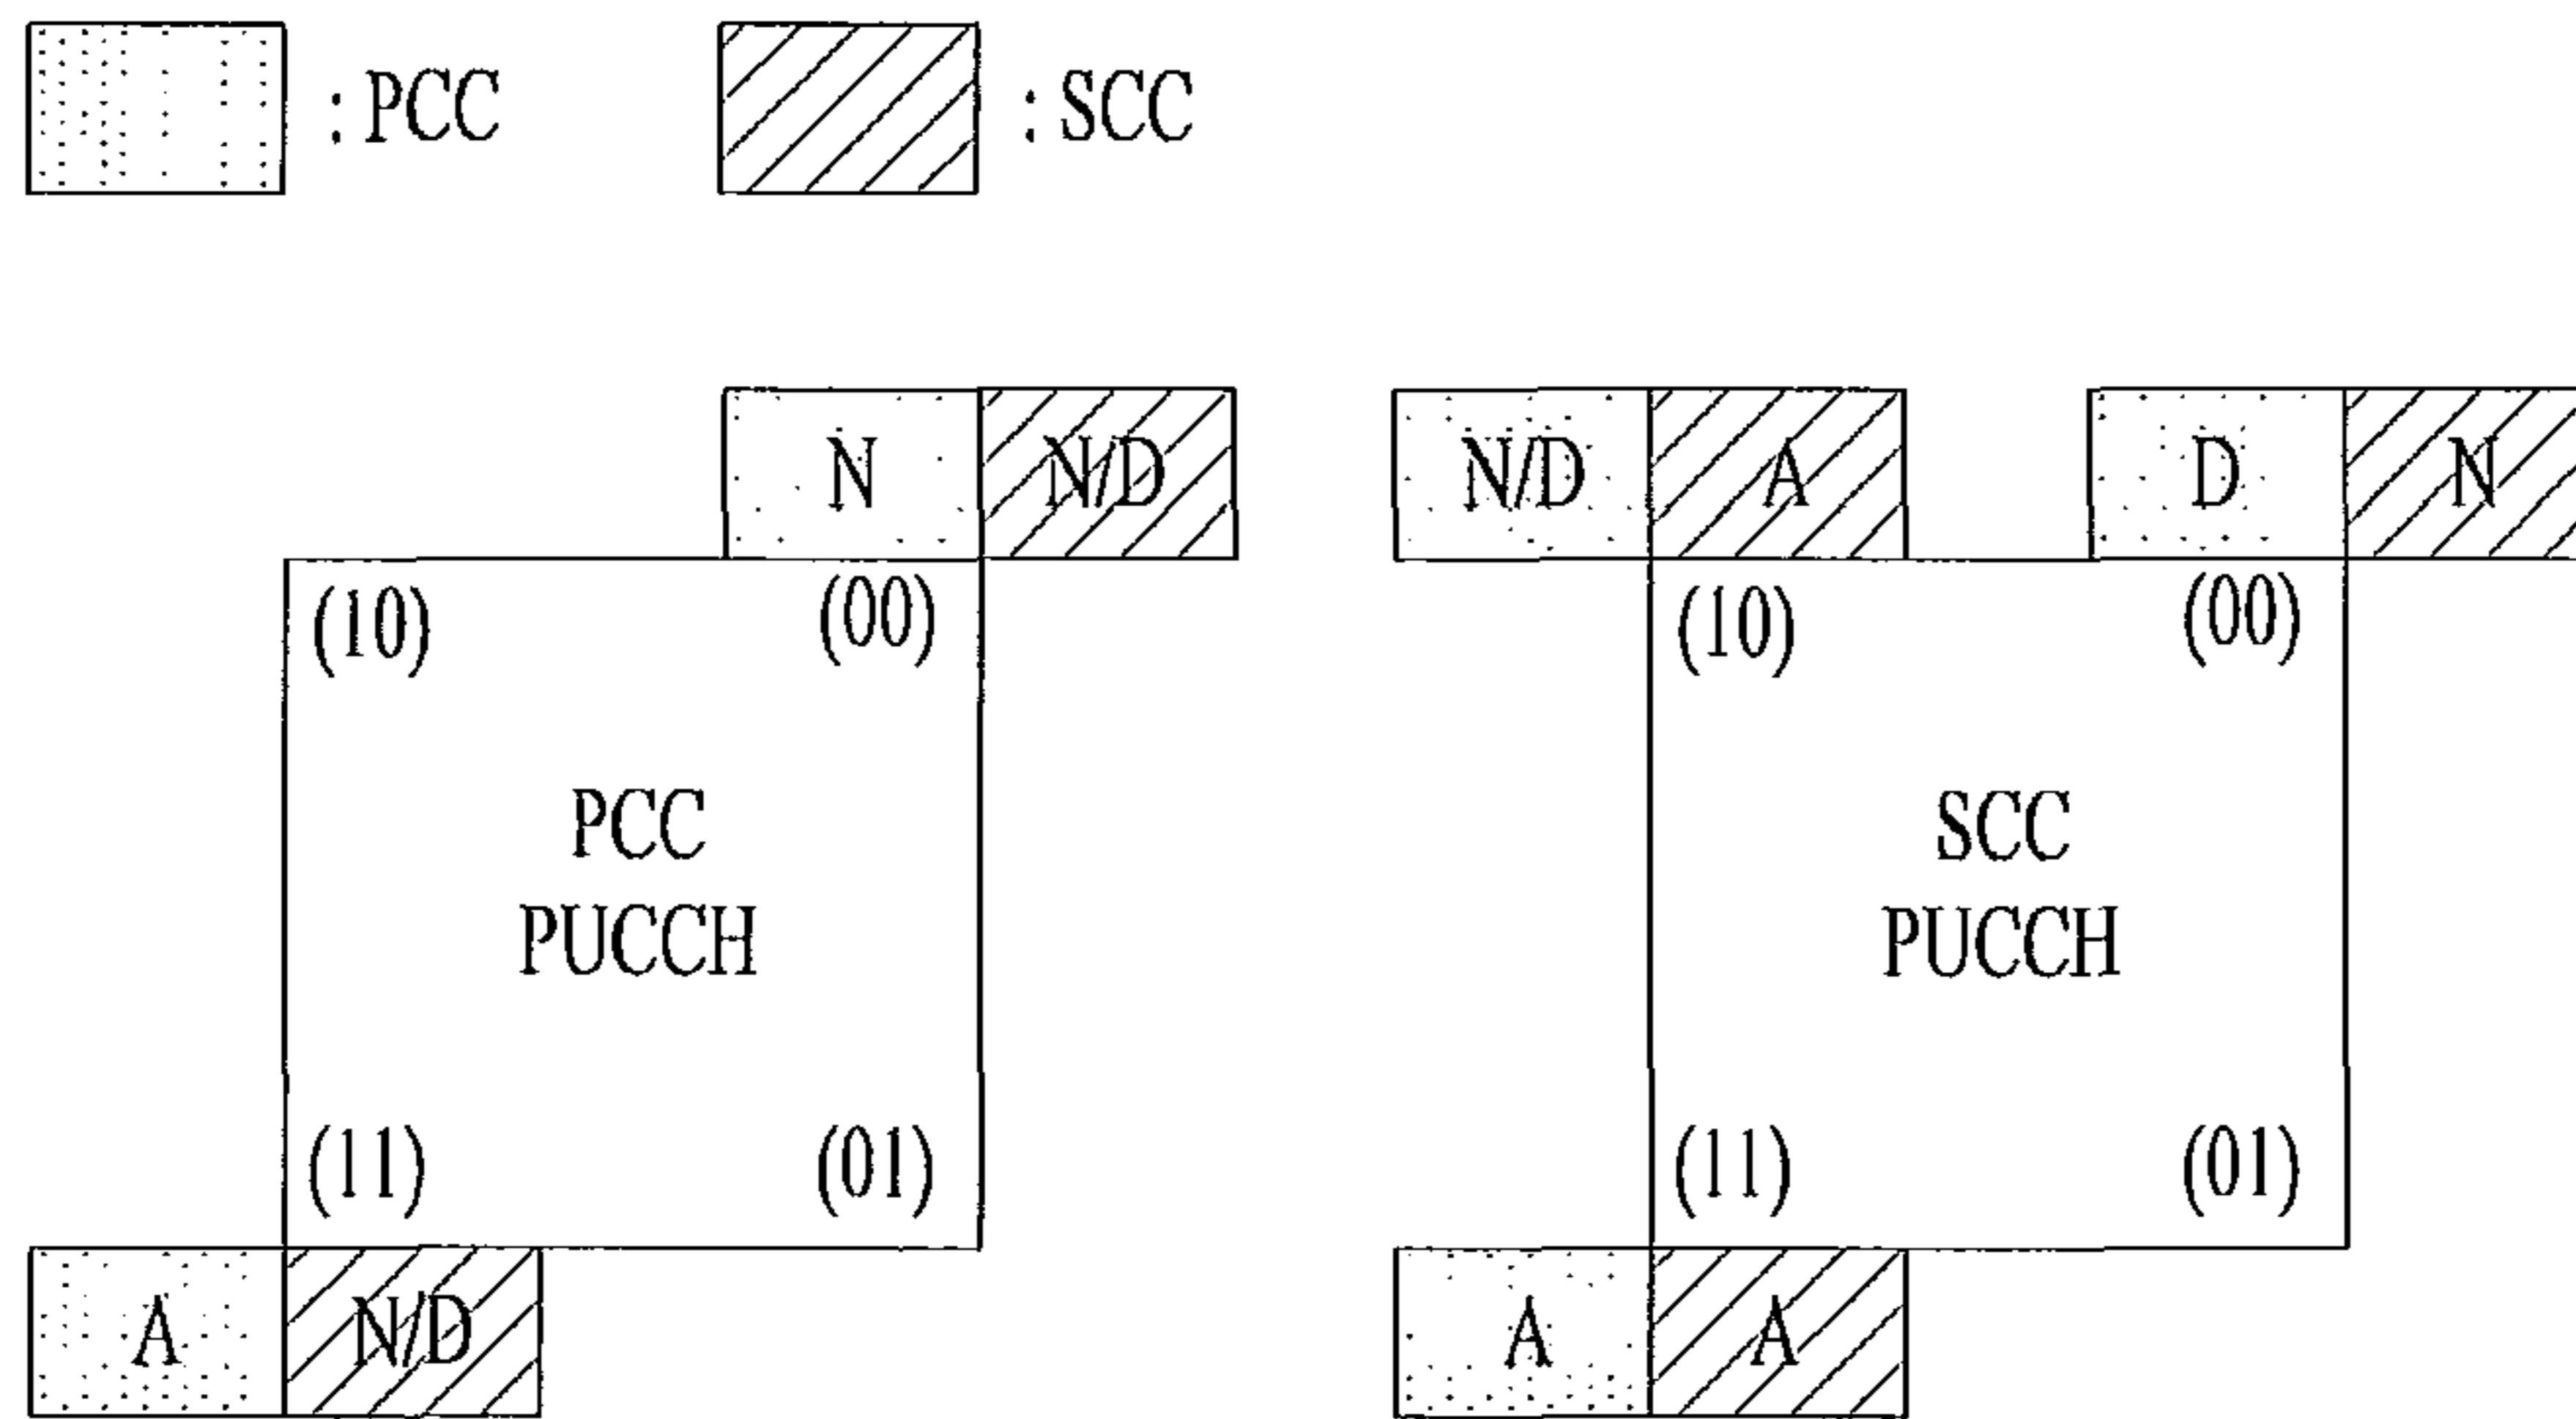 : PCC : SCC
N N/D N/D A D N
(10) (00) (10) (00)
PCC SCC
PUCCH PUCCH
(11) (01) (11) (01)
A N/D A A